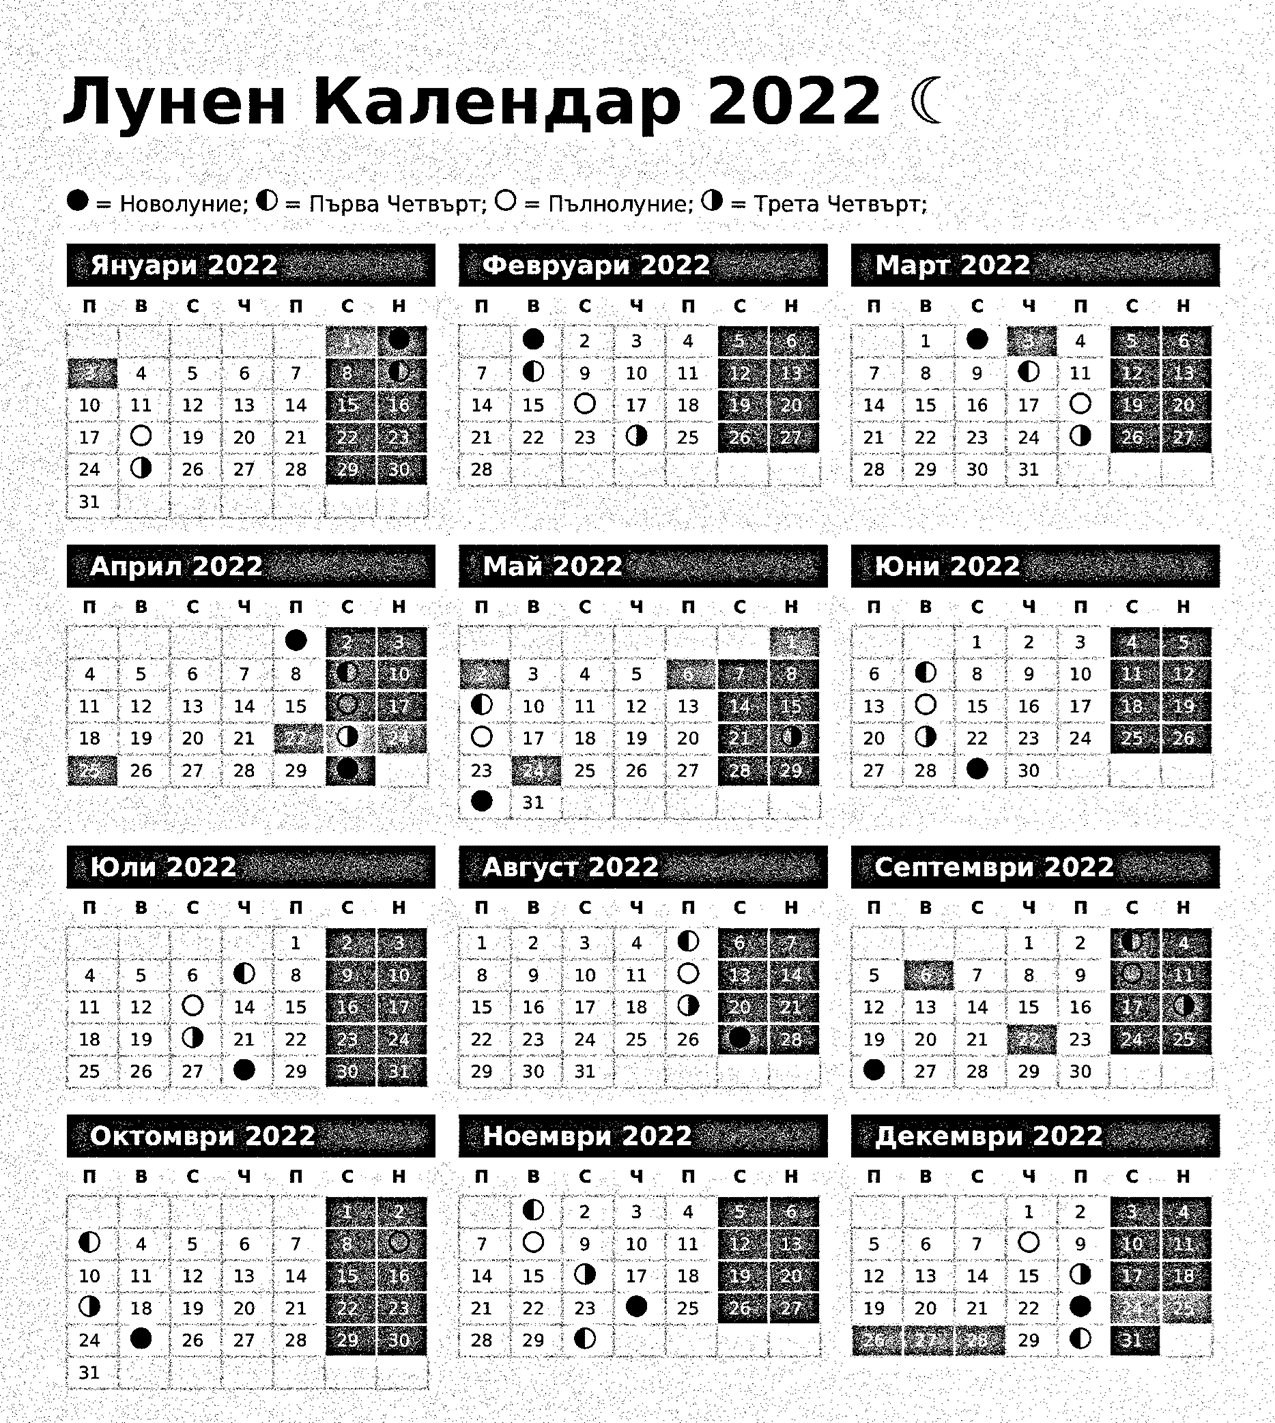 Лунен Календар 2022 ☾
● = Новолуние; ◐ = Първа Четвърт; ○ = Пълнолуние; ◑ = Трета Четвърт;
Януари 2022
П В С Ч П С Н
1 ●
3 4 5 6 7 8 ◐
10 11 12 13 14 15 16
17 ○ 19 20 21 22 23
24 ◑ 26 27 28 29 30
31
Февруари 2022
П В С Ч П С Н
● 2 3 4 5 6
7 ◐ 9 10 11 12 13
14 15 ○ 17 18 19 20
21 22 23 ◑ 25 26 27
28
Март 2022
П В С Ч П С Н
1 ● 3 4 5 6
7 8 9 ◐ 11 12 13
14 15 16 17 ○ 19 20
21 22 23 24 ◑ 26 27
28 29 30 31
Април 2022
П В С Ч П С Н
● 2 3
4 5 6 7 8 ◐ 10
11 12 13 14 15 ○ 17
18 19 20 21 22 ◑ 24
25 26 27 28 29 ●
Май 2022
П В С Ч П С Н
1
2 3 4 5 6 7 8
◐ 10 11 12 13 14 15
○ 17 18 19 20 21 ◑
23 24 25 26 27 28 29
● 31
Юни 2022
П В С Ч П С Н
1 2 3 4 5
6 ◐ 8 9 10 11 12
13 ○ 15 16 17 18 19
20 ◑ 22 23 24 25 26
27 28 ● 30
Юли 2022
П В С Ч П С Н
1 2 3
4 5 6 ◐ 8 9 10
11 12 ○ 14 15 16 17
18 19 ◑ 21 22 23 24
25 26 27 ● 29 30 31
Август 2022
П В С Ч П С Н
1 2 3 4 ◐ 6 7
8 9 10 11 ○ 13 14
15 16 17 18 ◑ 20 21
22 23 24 25 26 ● 28
29 30 31
Септември 2022
П В С Ч П С Н
1 2 ◐ 4
5 6 7 8 9 ○ 11
12 13 14 15 16 17 ◑
19 20 21 22 23 24 25
● 27 28 29 30
Октомври 2022
П В С Ч П С Н
1 2
◐ 4 5 6 7 8 ○
10 11 12 13 14 15 16
◑ 18 19 20 21 22 23
24 ● 26 27 28 29 30
31
Ноември 2022
П В С Ч П С Н
◐ 2 3 4 5 6
7 ○ 9 10 11 12 13
14 15 ◑ 17 18 19 20
21 22 23 ● 25 26 27
28 29 ◐
Декември 2022
П В С Ч П С Н
1 2 3 4
5 6 7 ○ 9 10 11
12 13 14 15 ◑ 17 18
19 20 21 22 ● 24 25
26 27 28 29 ◐ 31